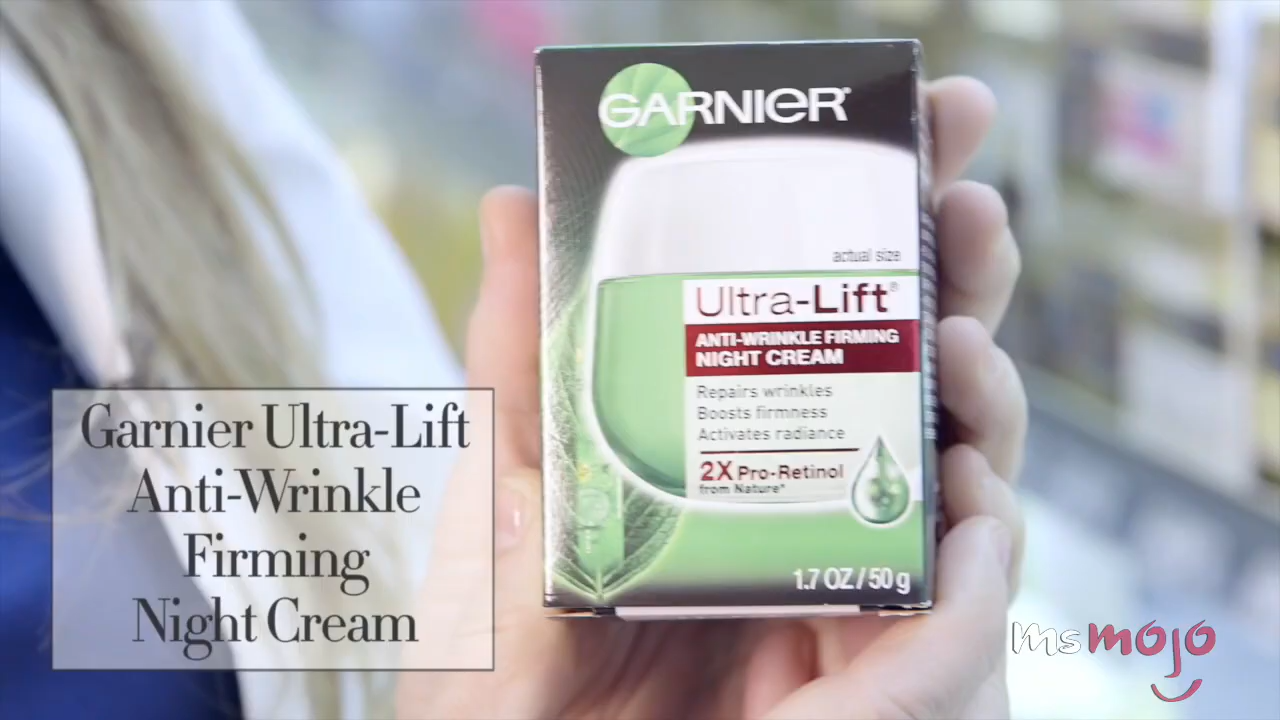 GARNIER
actual size
Ultra-Lift®
ANTI-WRINKLE FIRMING
NIGHT CREAM
Repairs wrinkles
Boosts firmness
Activates radiance
2X Pro-Retinol
from Nature*
1.7 OZ / 50 g
Garnier Ultra-Lift
Anti-Wrinkle
Firming
Night Cream
msmojo